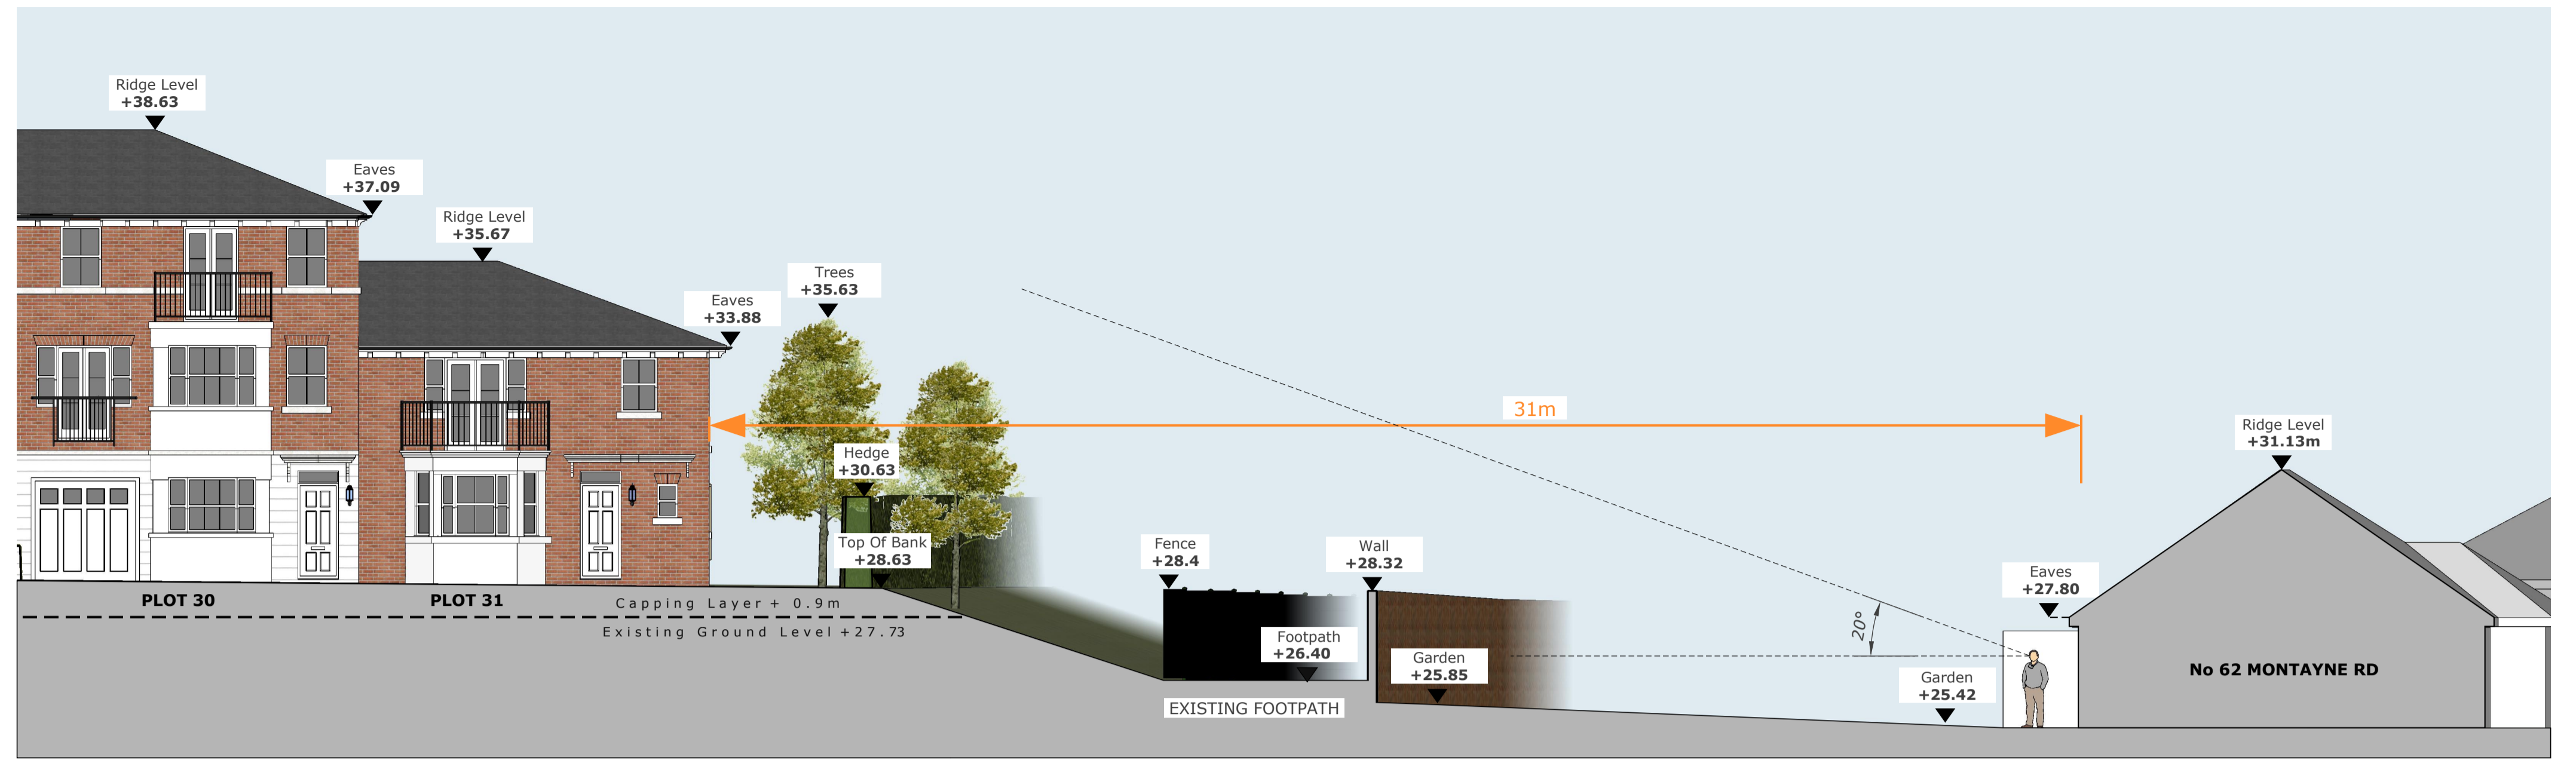 Ridge Level
+38.63
Eaves
+37.09
Ridge Level
+35.67
Eaves
+33.88
Trees
+35.63
31m
Ridge Level
+31.13m
Hedge
+30.63
Top Of Bank
+28.63
Fence
+28.4
Wall
+28.32
Eaves
+27.80
PLOT 30
PLOT 31
Capping Layer + 0.9m
Existing Ground Level +27.73
Footpath
+26.40
20°
Garden
+25.85
Garden
+25.42
No 62 MONTAYNE RD
EXISTING FOOTPATH